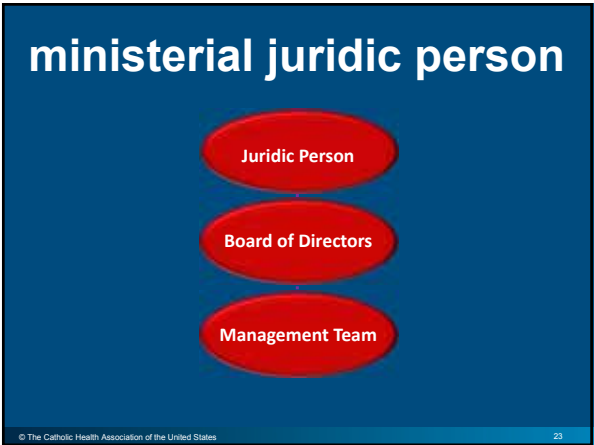 ministerial juridic person
Juridic Person
Board of Directors
Management Team
© The Catholic Health Association of the United States
23